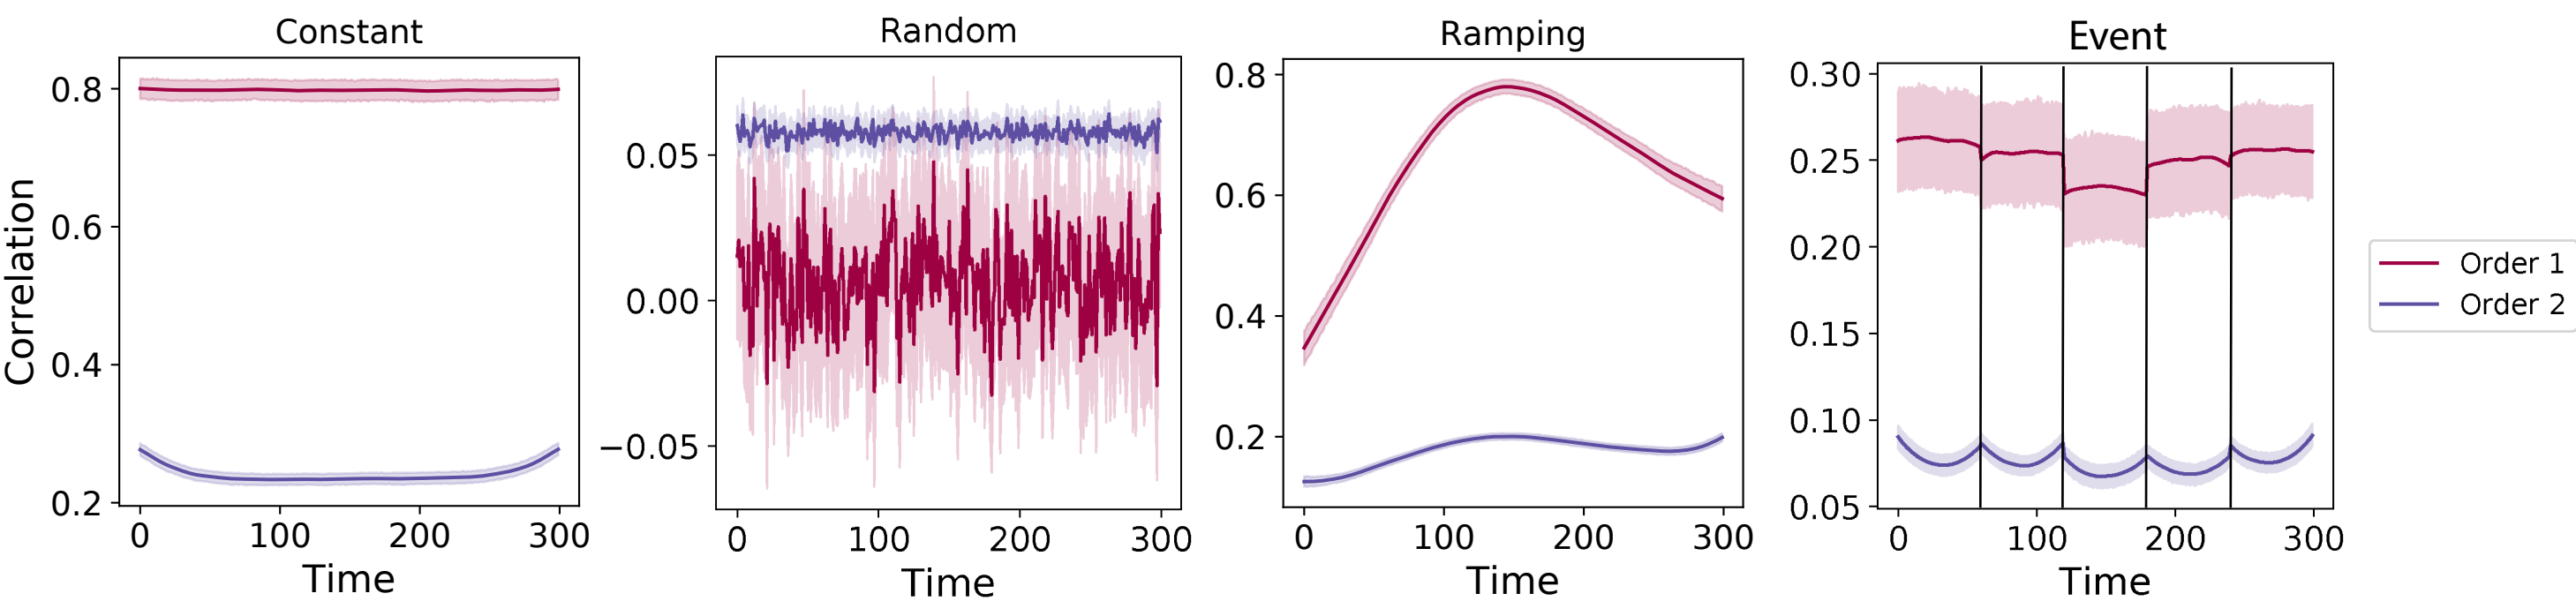 Constant
Correlation
0.8
0.6
0.4
0.2
0 100 200 300
Time
Random
0.05
0.00
−0.05
0 100 200 300
Time
Ramping
0.8
0.6
0.4
0.2
0 100 200 300
Time
Event
0.30
0.25
0.20
0.15
0.10
0.05
0 100 200 300
Time
Order 1
Order 2